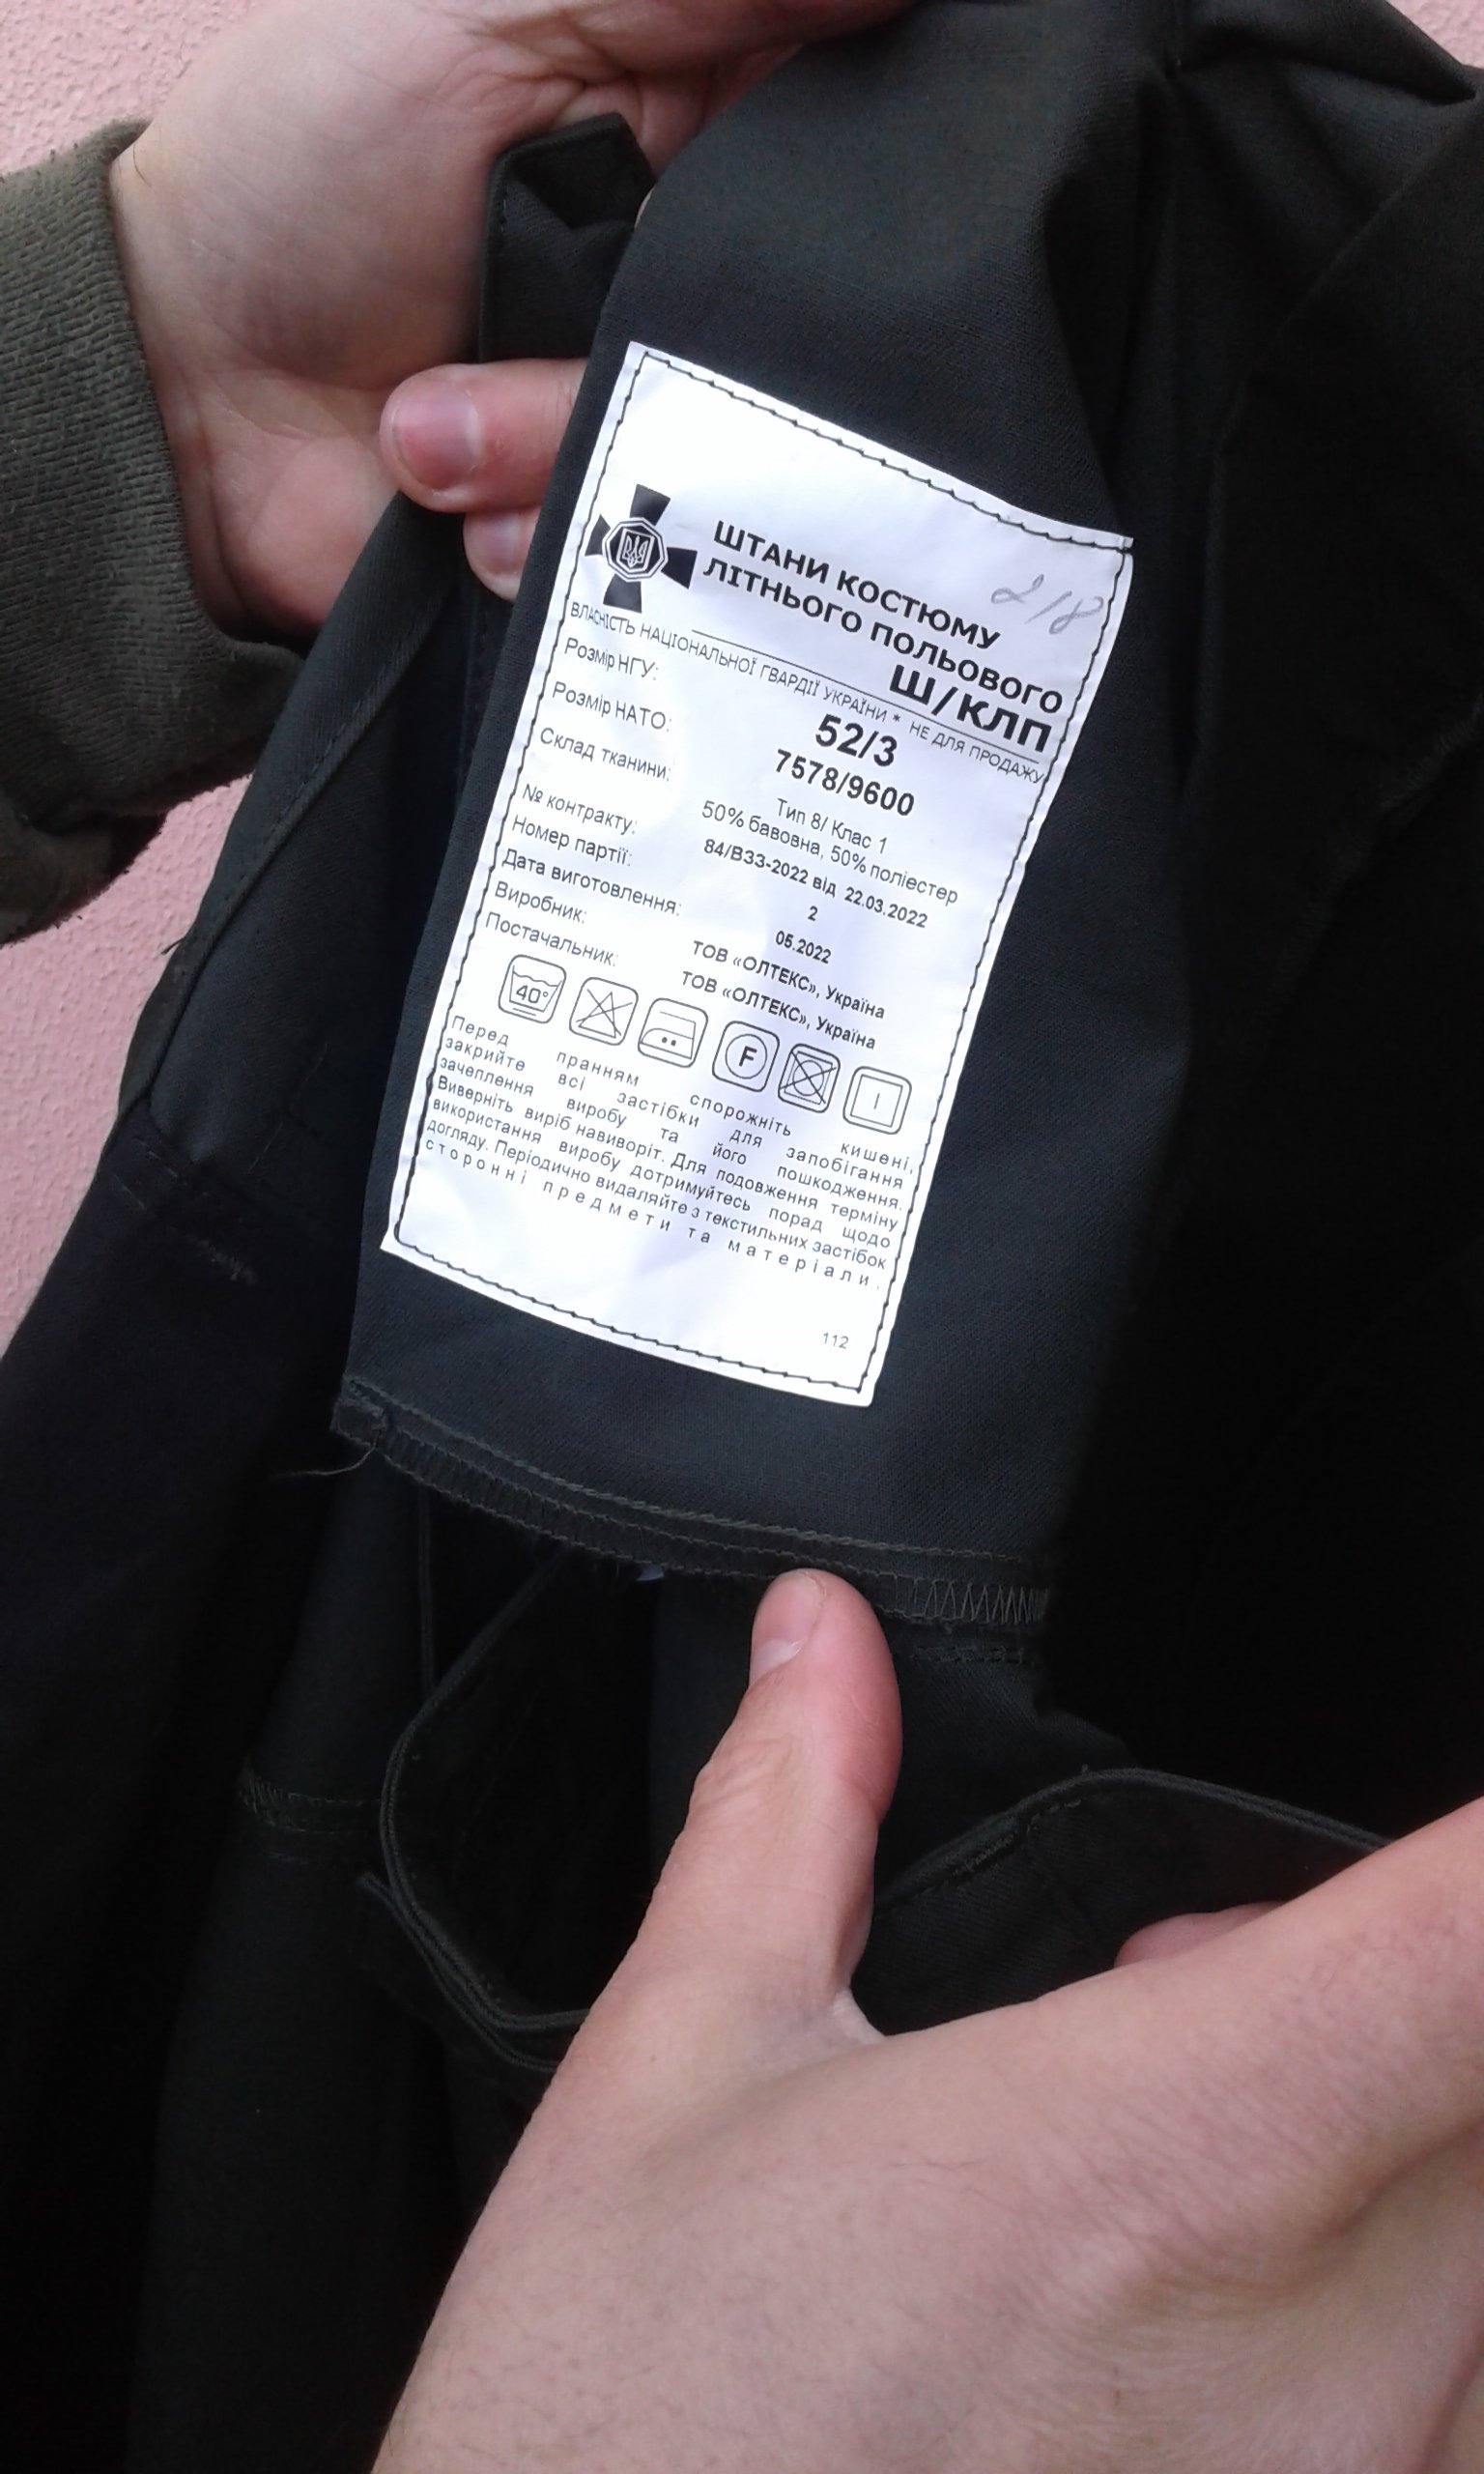 ШТАНИ КОСТЮМУ
ЛІТНЬОГО ПОЛЬОВОГО
Ш/КЛП
2/8
ВЛАСНІСТЬ НАЦІОНАЛЬНОЇ ГВАРДІЇ УКРАЇНИ * НЕ ДЛЯ ПРОДАЖУ
Розмір НГУ: 52/3
Розмір НАТО: 7578/9600
Склад тканини: Тип 8/ Клас 1
50% бавовна, 50% поліестер
№ контракту: 84/ВЗЗ-2022 від 22.03.2022
Номер партії: 2
Дата виготовлення: 05.2022
Виробник: ТОВ «ОЛТЕКС», Україна
Постачальник: ТОВ «ОЛТЕКС», Україна
40° F
Перед пранням спорожніть кишені,
закрийте всі застібки для запобігання
зачеплення виробу та його пошкодження.
Виверніть виріб навиворіт. Для подовження терміну
використання виробу дотримуйтесь порад щодо
догляду. Періодично видаляйте з текстильних застібок
сторонні предмети та матеріали.
112